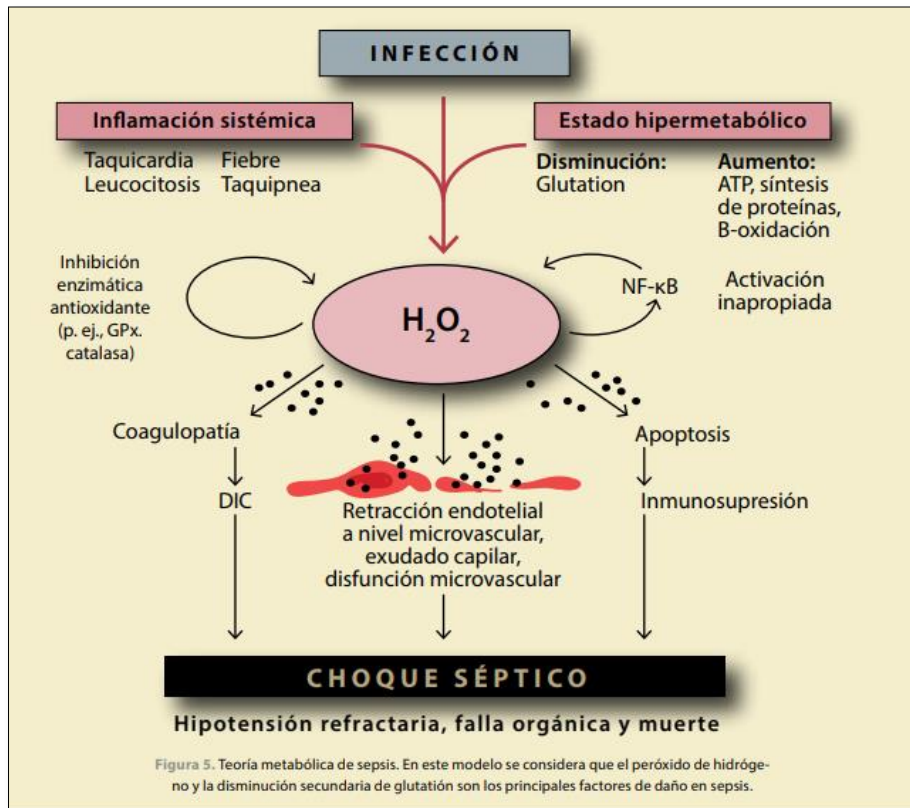 INFECCIÓN
Inflamación sistémica
Taquicardia
Leucocitosis
Fiebre
Taquipnea
Estado hipermetabólico
Disminución:
Glutation
Aumento:
ATP, síntesis
de proteínas,
B-oxidación
Inhibición
enzimática
antioxidante
(p. ej., GPx.
catalasa)
H₂O₂
NF-κB
Activación
inapropiada
Coagulopatía
DIC
Retracción endotelial
a nivel microvascular,
exudado capilar,
disfunción microvascular
Apoptosis
Inmunosupresión
CHOQUE SÉPTICO
Hipotensión refractaria, falla orgánica y muerte
Figura 5. Teoría metabólica de sepsis. En este modelo se considera que el peróxido de hidróge-
no y la disminución secundaria de glutatión son los principales factores de daño en sepsis.